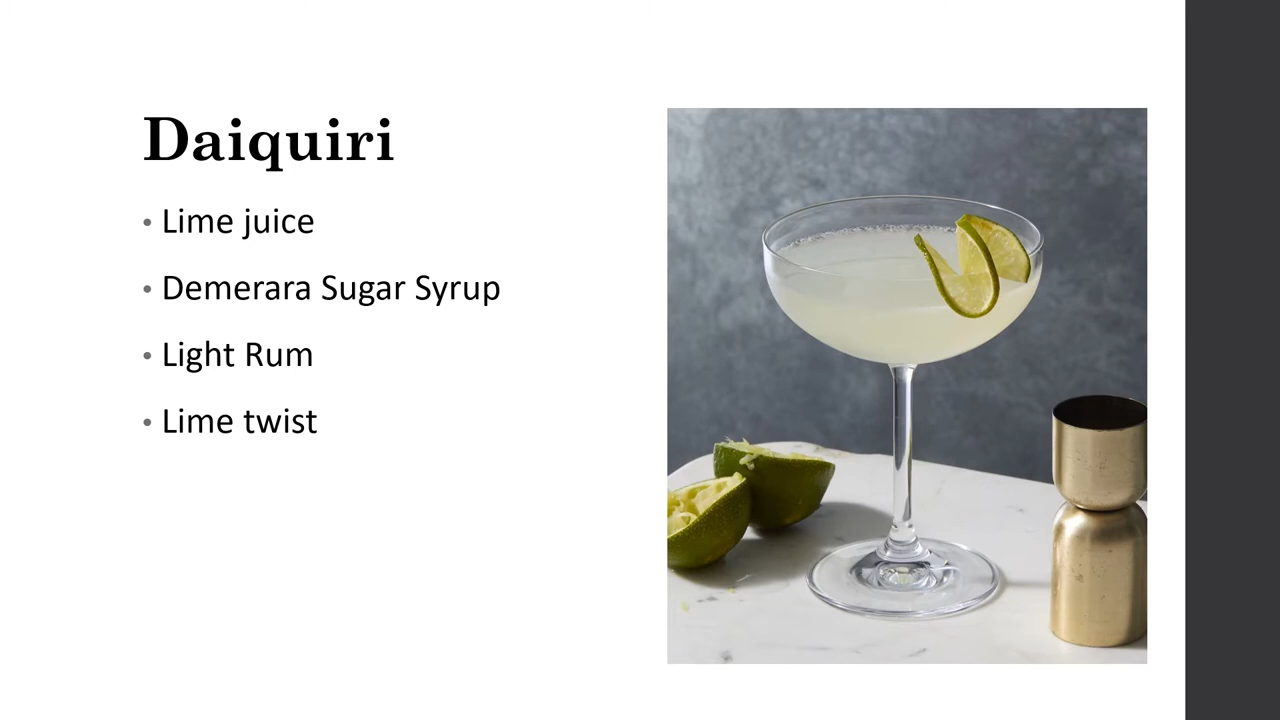 Daiquiri
• Lime juice
• Demerara Sugar Syrup
• Light Rum
• Lime twist